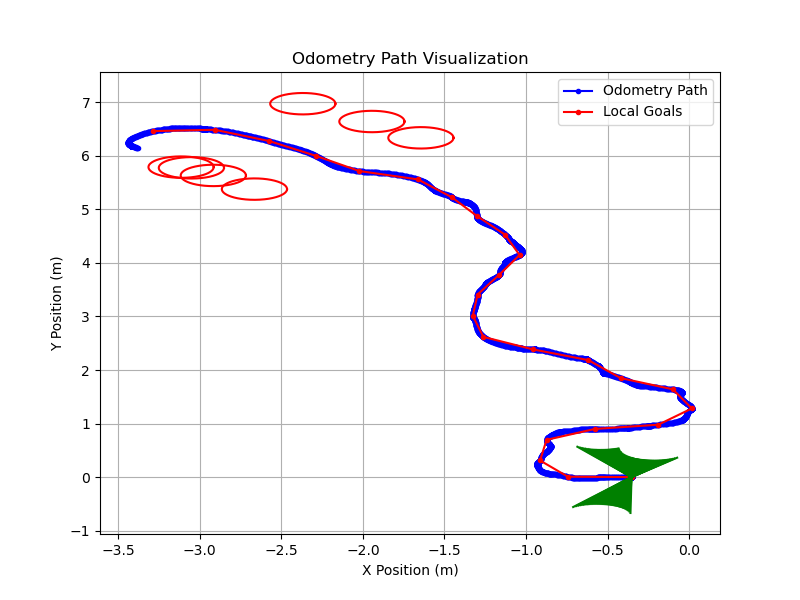 Odometry Path Visualization
Odometry Path
Local Goals
7
6
5
4
3
2
1
0
−1
Y Position (m)
−3.5 −3.0 −2.5 −2.0 −1.5 −1.0 −0.5 0.0
X Position (m)